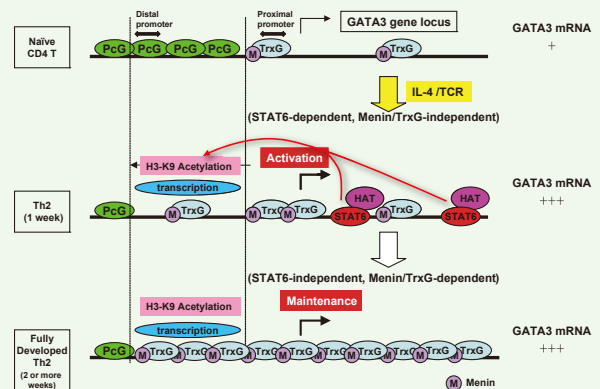 Distal
promoter
Proximal
promoter
GATA3 gene locus
GATA3 mRNA
+
Naïve
CD4 T
PcG PcG PcG PcG
M TrxG
M TrxG
IL-4 /TCR
(STAT6-dependent, Menin/TrxG-independent)
H3-K9 Acetylation
Activation
transcription
GATA3 mRNA
+++
Th2
(1 week)
PcG
M TrxG
M TrxG M TrxG
HAT
STAT6
M TrxG
HAT
STAT6
(STAT6-independent, Menin/TrxG-dependent)
H3-K9 Acetylation
Maintenance
transcription
GATA3 mRNA
+++
Fully
Developed
Th2
(2 or more
weeks)
PcG
M TrxG M TrxG M TrxG M TrxG M TrxG M TrxG M TrxG M TrxG M TrxG M TrxG
M Menin